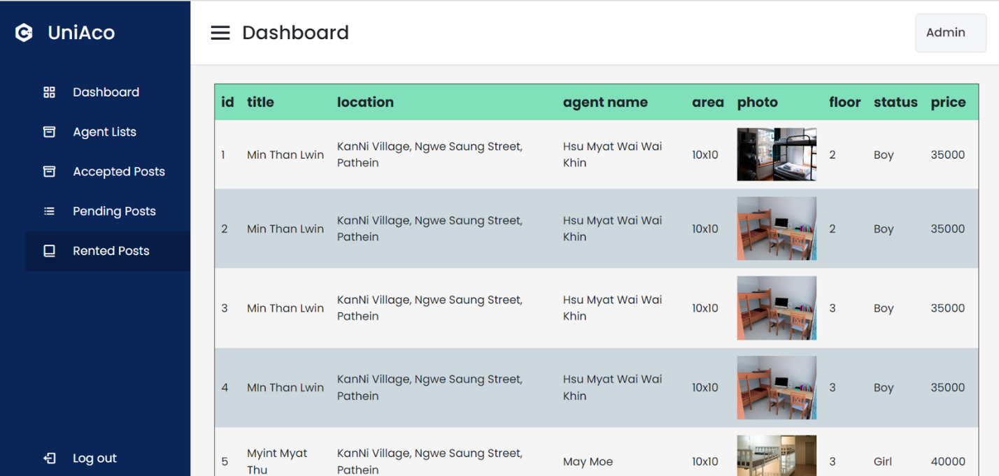 UniAco
Dashboard
Admin
Dashboard
Agent Lists
Accepted Posts
Pending Posts
Rented Posts
Log out
id title location agent name area photo floor status price
1 Min Than Lwin KanNi Village, Ngwe Saung Street, Hsu Myat Wai Wai 10x10 2 Boy 35000
Pathein Khin
2 Min Than Lwin KanNi Village, Ngwe Saung Street, Hsu Myat Wai Wai 10x10 2 Boy 35000
Pathein Khin
3 Min Than Lwin KanNi Village, Ngwe Saung Street, Hsu Myat Wai Wai 10x10 3 Boy 35000
Pathein Khin
4 MIn Than Lwin KanNi Village, Ngwe Saung Street, Hsu Myat Wai Wai 10x10 3 Boy 35000
Pathein Khin
5 Myint Myat KanNi Village, Ngwe Saung Street, May Moe 10x10 3 Girl 40000
Thu Pathein